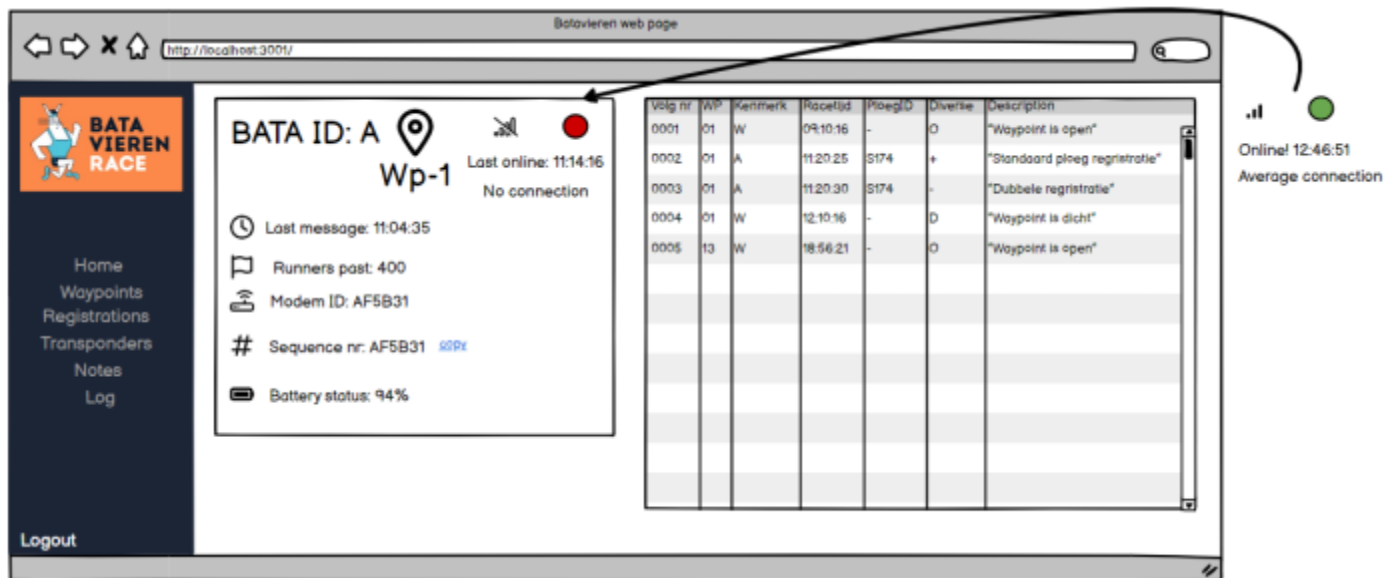 Batavieren web page
http://localhost:3001/
BATA
VIEREN
RACE
Home
Waypoints
Registrations
Transponders
Notes
Log
Logout
BATA ID: A
Wp-1
Last online: 11:14:16
No connection
Last message: 11:04:35
Runners past: 400
Modem ID: AF5B31
# Sequence nr: AF5B31 copy
Battery status: 94%
Volg nr WP Kenmerk Racetijd PloegID Diverse Description
0001 01 W 09:10:16 - O "Waypoint is open"
0002 01 A 11:20:25 S174 + "Standaard ploeg regristratie"
0003 01 A 11:20:30 S174 - "Dubbele regristratie"
0004 01 W 12:10:16 - D "Waypoint is dicht"
0005 13 W 18:56:21 - O "Waypoint is open"
Online! 12:46:51
Average connection